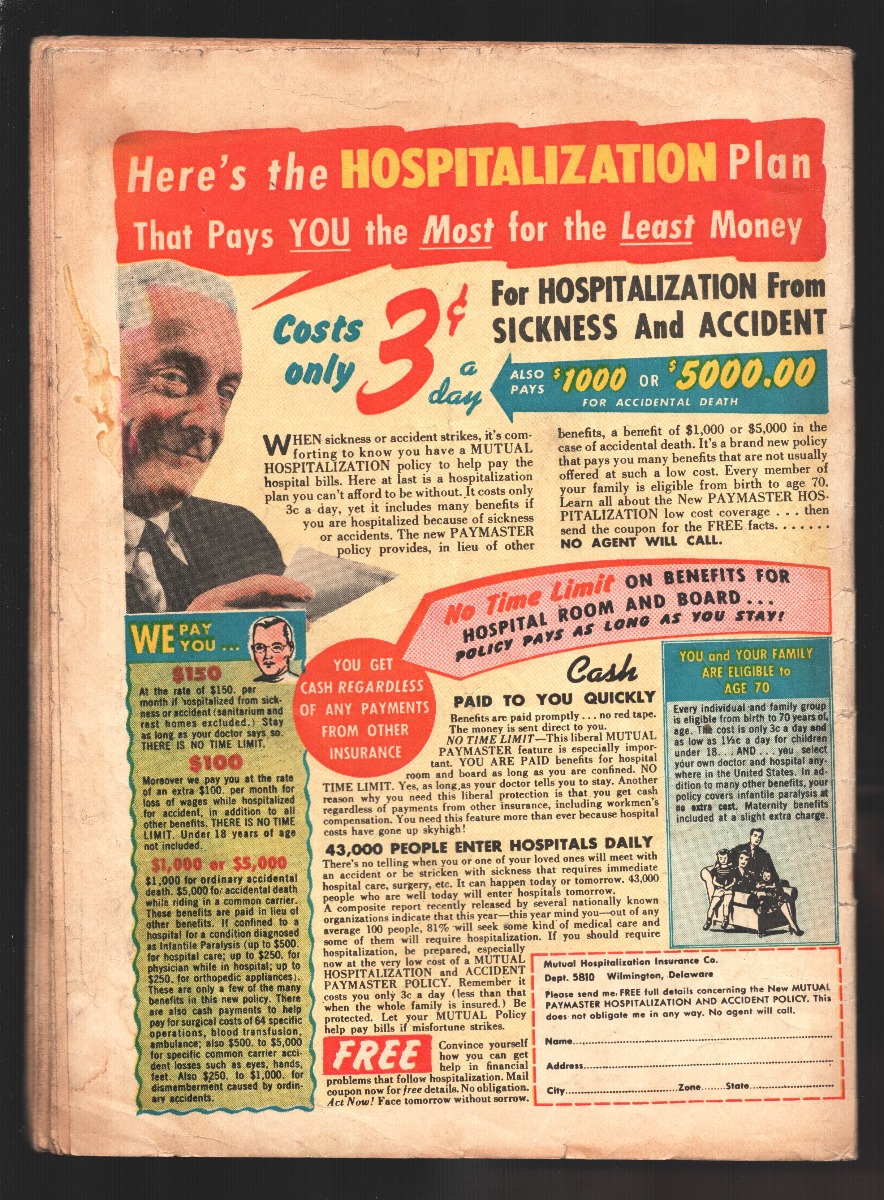 Here's the HOSPITALIZATION Plan
That Pays YOU the Most for the Least Money
Costs
only
3¢
a
day
For HOSPITALIZATION From
SICKNESS And ACCIDENT
ALSO
PAYS
$1000 OR $5000.00
FOR ACCIDENTAL DEATH
WHEN sickness or accident strikes, it's com-
forting to know you have a MUTUAL
HOSPITALIZATION policy to help pay the
hospital bills. Here at last is a hospitalization
plan you can't afford to be without. It costs only
3c a day, yet it includes many benefits if
you are hospitalized because of sickness
or accidents. The new PAYMASTER
policy provides, in lieu of other
benefits, a benefit of $1,000 or $5,000 in the
case of accidental death. It's a brand new policy
that pays you many benefits that are not usually
offered at such a low cost. Every member of
your family is eligible from birth to age 70.
Learn all about the New PAYMASTER HOS-
PITALIZATION low cost coverage . . . then
send the coupon for the FREE facts. . . . . . .
NO AGENT WILL CALL.
No Time Limit ON BENEFITS FOR
HOSPITAL ROOM AND BOARD...
POLICY PAYS AS LONG AS YOU STAY!
WE PAY
YOU ...
$150
At the rate of $150. per
month if hospitalized from sick-
ness or accident (sanitarium and
rest homes excluded.) Stay
as long as your doctor says so.
THERE IS NO TIME LIMIT.
$100
Moreover we pay you at the rate
of an extra $100. per month for
loss of wages while hospitalized
for accident, in addition to all
other benefits. THERE IS NO TIME
LIMIT. Under 18 years of age
not included.
$1,000 or $5,000
$1,000 for ordinary accidental
death. $5,000 for accidental death
while riding in a common carrier.
These benefits are paid in lieu of
other benefits. If confined to a
hospital for a condition diagnosed
as Infantile Paralysis (up to $500.
for hospital care; up to $250. for
physician while in hospital; up to
$250. for orthopedic appliances).
These are only a few of the many
benefits in this new policy. There
are also cash payments to help
pay for surgical costs of 64 specific
operations, blood transfusion,
ambulance; also $500. to $5,000
for specific common carrier acci-
dent losses such as eyes, hands,
feet. Also $250. to $1,000. for
dismemberment caused by ordin-
ary accidents.
YOU GET
CASH REGARDLESS
OF ANY PAYMENTS
FROM OTHER
INSURANCE
Cash
PAID TO YOU QUICKLY
Benefits are paid promptly . . . no red tape.
The money is sent direct to you.
NO TIME LIMIT—This liberal MUTUAL
PAYMASTER feature is especially impor-
tant. YOU ARE PAID benefits for hospital
room and board as long as you are confined. NO
TIME LIMIT. Yes, as long as your doctor tells you to stay. Another
reason why you need this liberal protection is that you get cash
regardless of payments from other insurance, including workmen's
compensation. You need this feature more than ever because hospital
costs have gone up skyhigh!
43,000 PEOPLE ENTER HOSPITALS DAILY
There's no telling when you or one of your loved ones will meet with
an accident or be stricken with sickness that requires immediate
hospital care, surgery, etc. It can happen today or tomorrow. 43,000
people who are well today will enter hospitals tomorrow.
A composite report recently released by several nationally known
organizations indicate that this year—this year mind you—out of any
average 100 people, 81% will seek some kind of medical care and
some of them will require hospitalization. If you should require
hospitalization, be prepared, especially
now at the very low cost of a MUTUAL
HOSPITALIZATION and ACCIDENT
PAYMASTER POLICY. Remember it
costs you only 3c a day (less than that
when the whole family is insured.) Be
protected. Let your MUTUAL Policy
help pay bills if misfortune strikes.
FREE
Convince yourself
how you can get
help in financial
problems that follow hospitalization. Mail
coupon now for free details. No obligation.
Act Now! Face tomorrow without sorrow.
YOU and YOUR FAMILY
ARE ELIGIBLE to
AGE 70
Every individual and family group
is eligible from birth to 70 years of
age. The cost is only 3c a day and
as low as 1½c a day for children
under 18...AND...you select
your own doctor and hospital any-
where in the United States. In ad-
dition to many other benefits, your
policy covers infantile paralysis at
no extra cost. Maternity benefits
included at a slight extra charge.
Mutual Hospitalization Insurance Co.
Dept. 5810 Wilmington, Delaware
Please send me FREE full details concerning the New MUTUAL
PAYMASTER HOSPITALIZATION AND ACCIDENT POLICY. This
does not obligate me in any way. No agent will call.
Name
Address
City Zone State